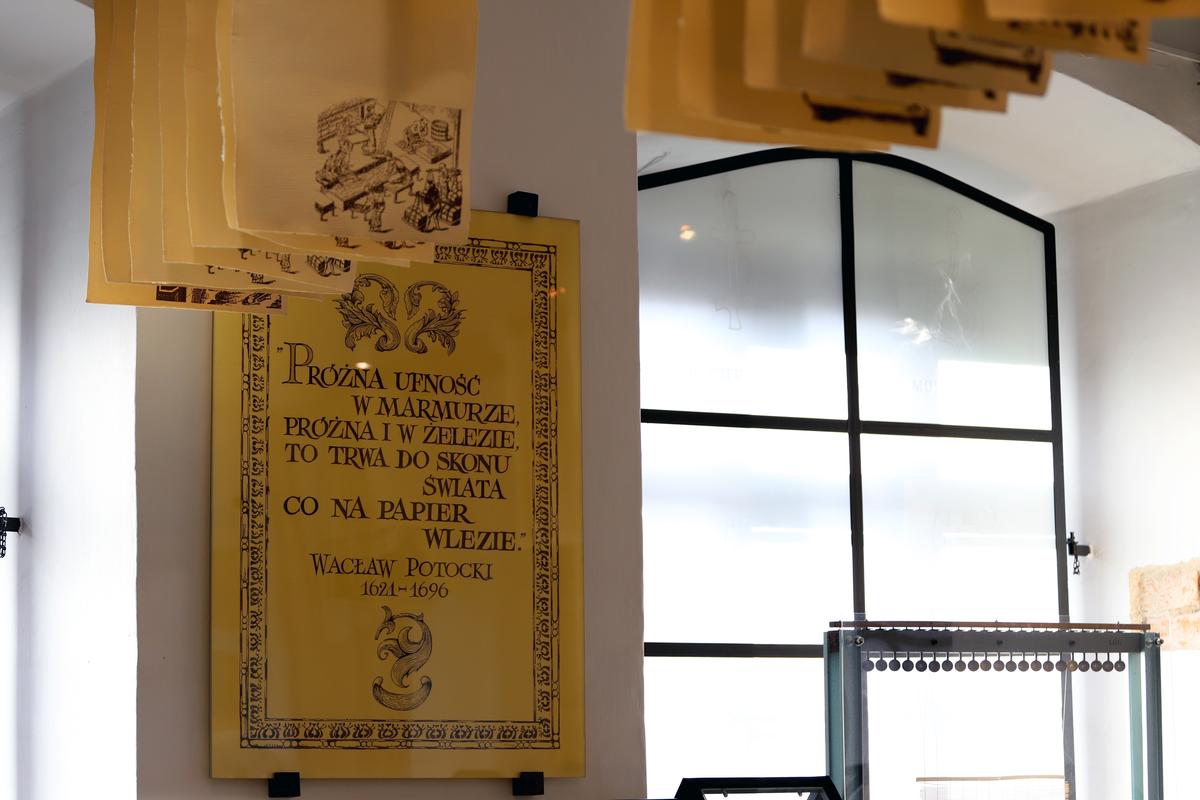 "PRÓŻNA UFNOŚĆ
W MARMURZE,
PRÓŻNA I W ŻELEZIE,
TO TRWA DO SKONU
ŚWIATA
CO NA PAPIER
WLEZIE."
WACŁAW POTOCKI
1621-1696